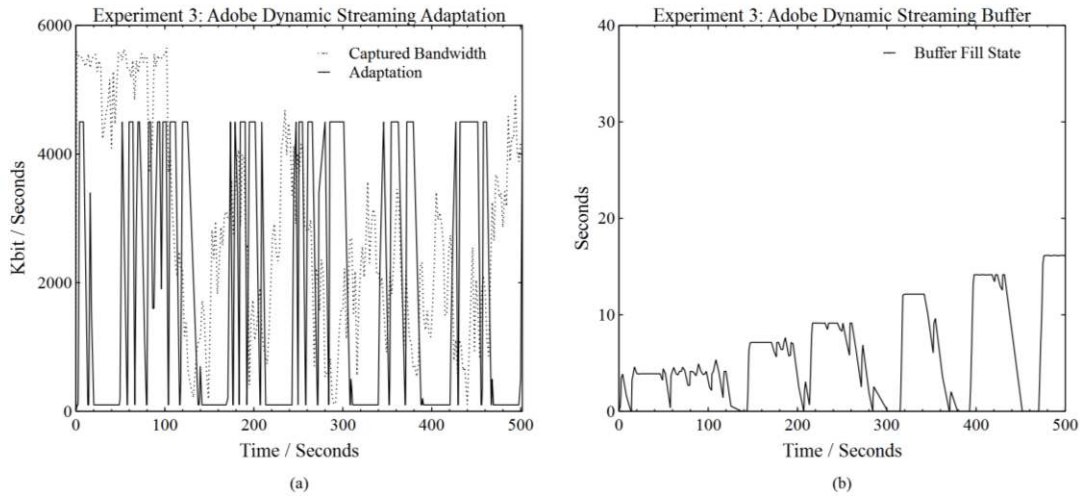 Experiment 3: Adobe Dynamic Streaming Adaptation
6000
4000
2000
0
Kbit / Seconds
Captured Bandwidth
Adaptation
0 100 200 300 400 500
Time / Seconds
(a)
Experiment 3: Adobe Dynamic Streaming Buffer
40
30
20
10
0
Seconds
Buffer Fill State
0 100 200 300 400 500
Time / Seconds
(b)